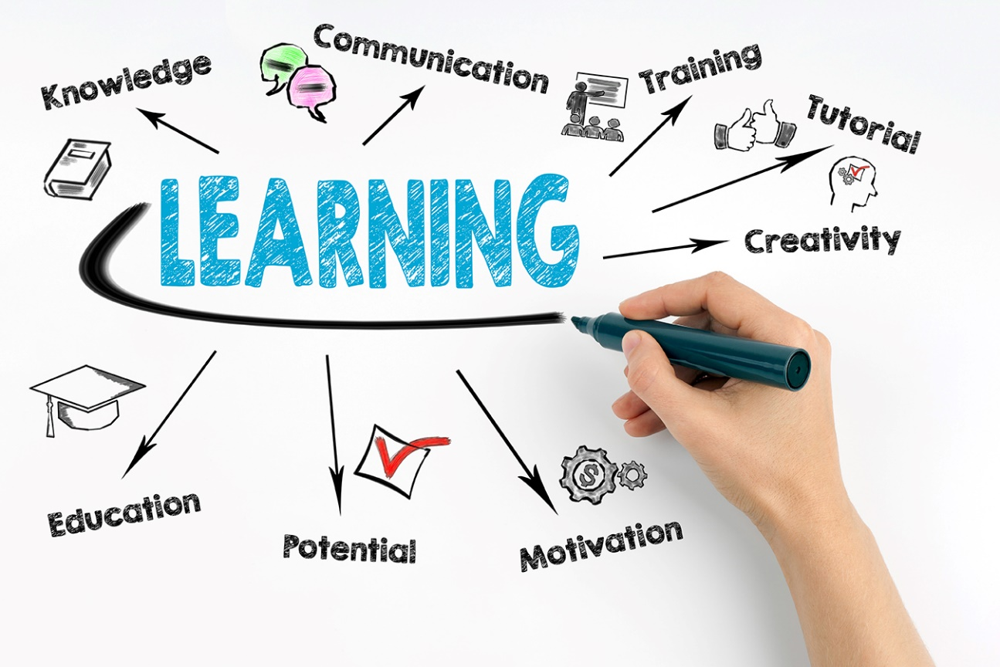 Knowledge
Communication
Training
Tutorial
LEARNING
$
Creativity
Education
Potential
Motivation